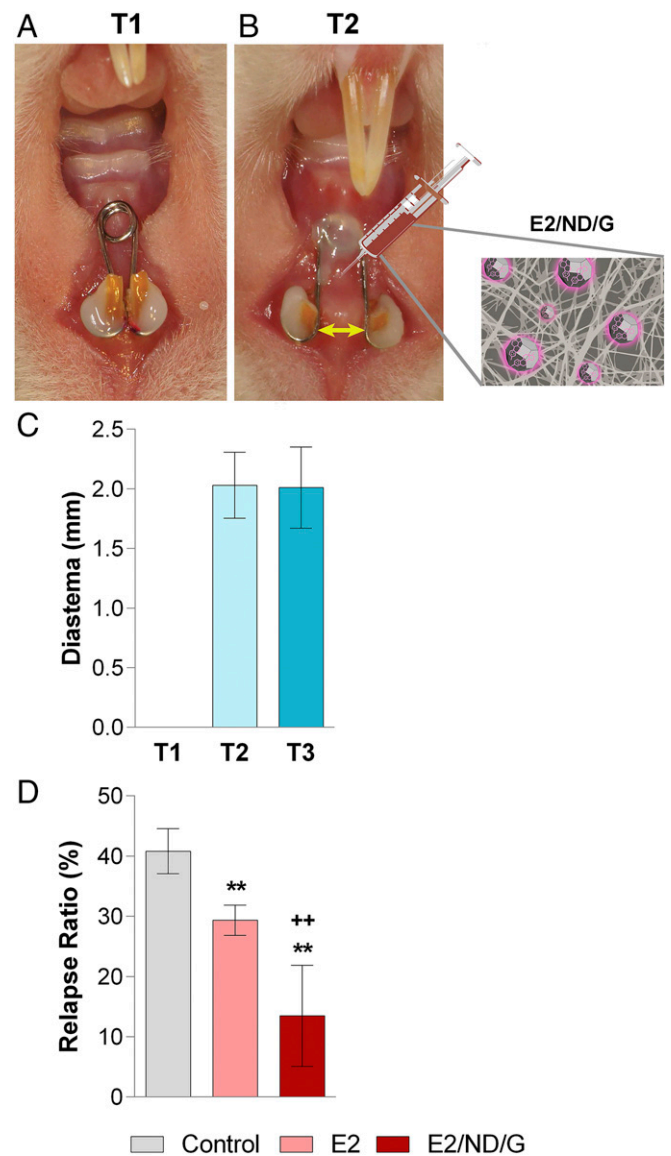 A T1 B T2
E2/ND/G
C
Diastema (mm)
2.5
2.0
1.5
1.0
0.5
0.0
T1 T2 T3
D
Relapse Ratio (%)
50
40
30
20
10
0
**
++
**
Control E2 E2/ND/G